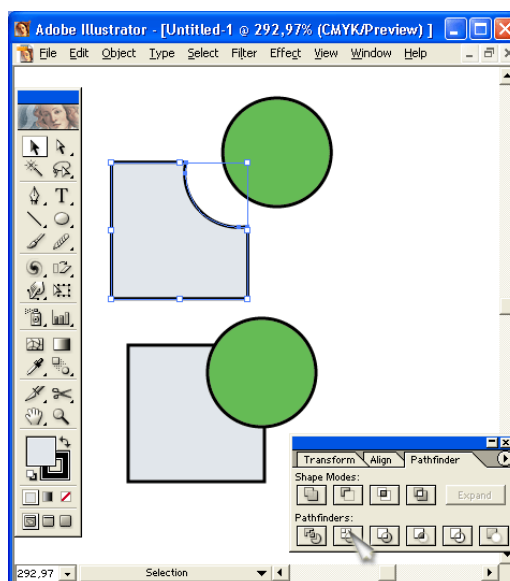 Adobe Illustrator - [Untitled-1 @ 292,97% (CMYK/Preview) ]
File Edit Object Type Select Filter Effect View Window Help
T
Transform Align Pathfinder
Shape Modes:
Expand
Pathfinders:
292,97 Selection